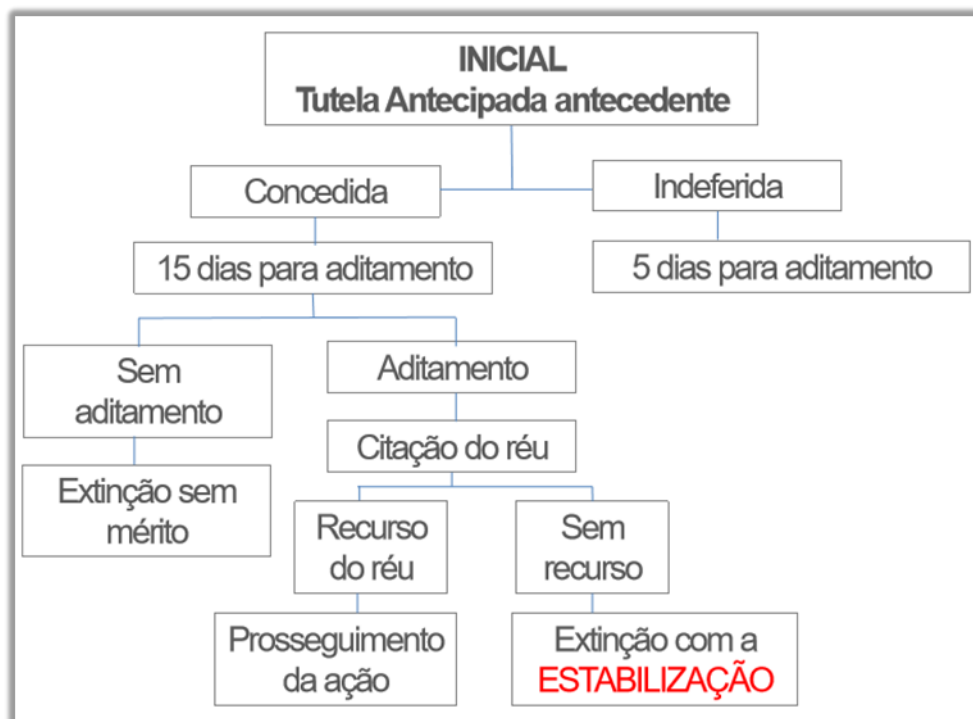 INICIAL
Tutela Antecipada antecedente
Concedida
Indeferida
15 dias para aditamento
5 dias para aditamento
Sem
aditamento
Aditamento
Citação do réu
Extinção sem
mérito
Recurso
do réu
Sem
recurso
Prosseguimento
da ação
Extinção com a
ESTABILIZAÇÃO